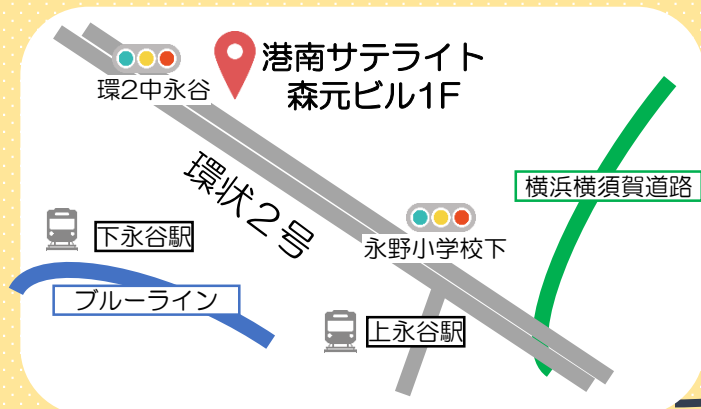 港南サテライト
森元ビル1F
環2中永谷
環状２号
横浜横須賀道路
永野小学校下
下永谷駅
ブルーライン
上永谷駅